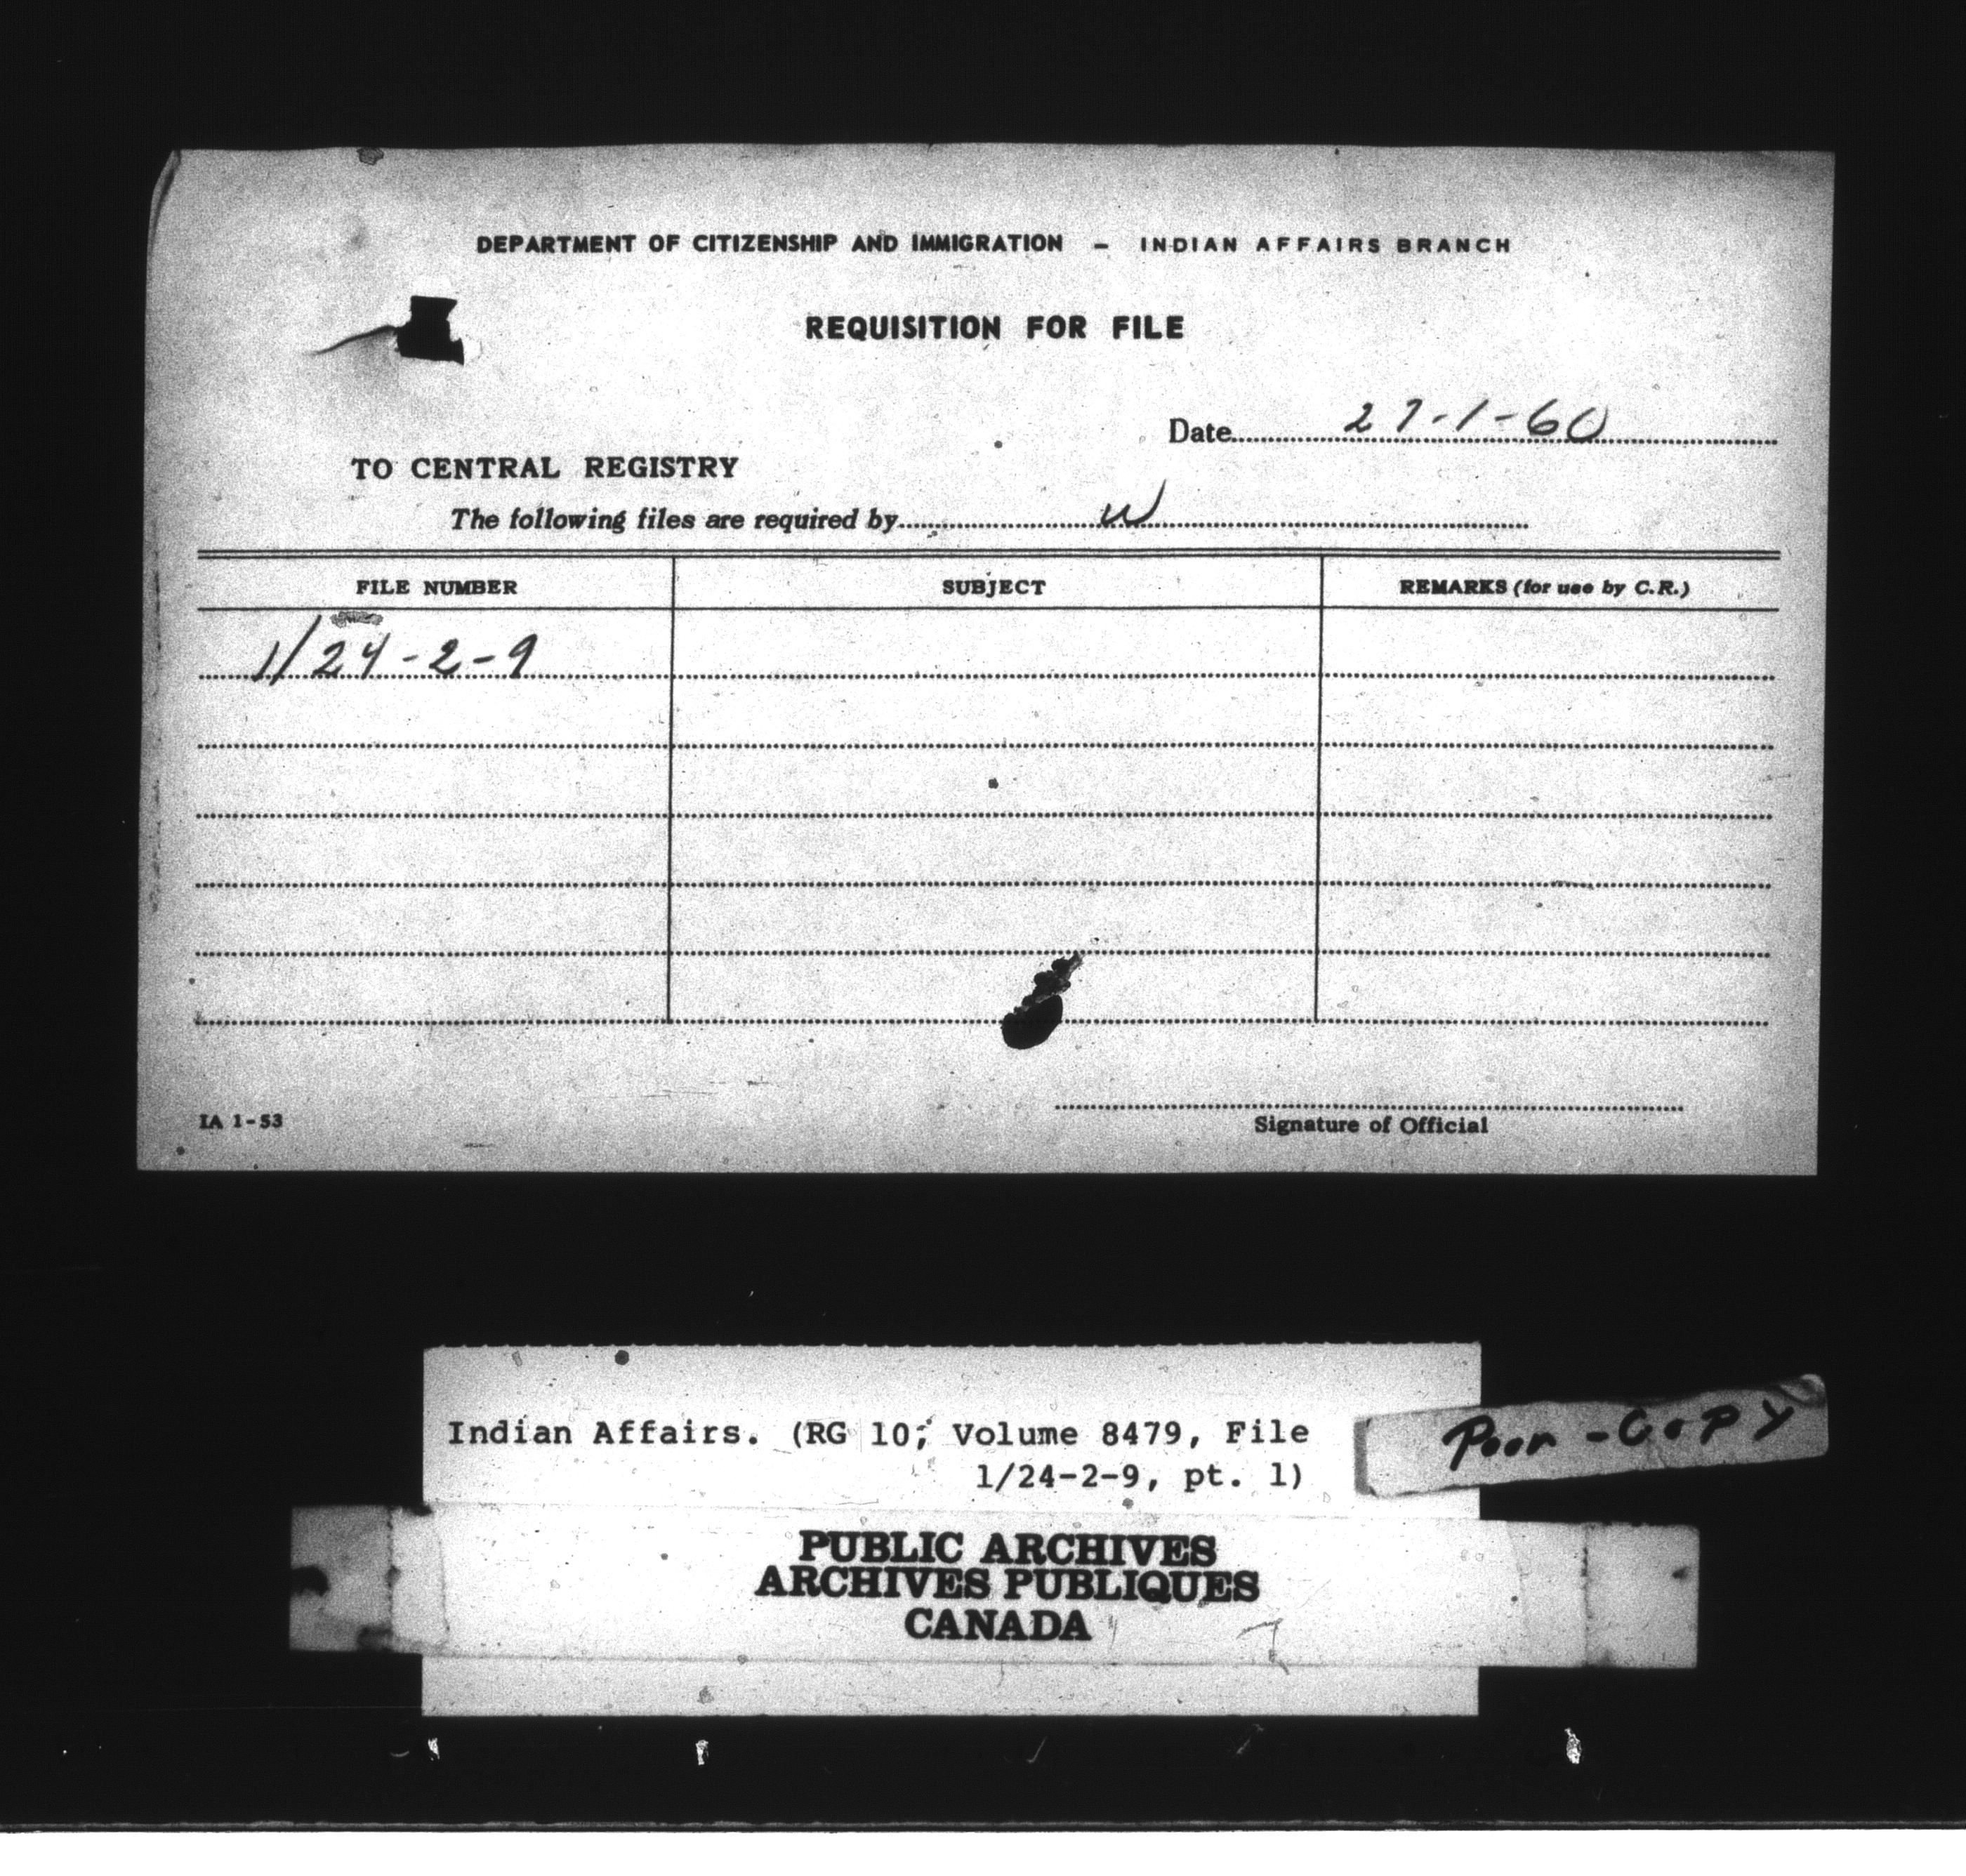 DEPARTMENT OF CITIZENSHIP AND IMMIGRATION – INDIAN AFFAIRS BRANCH
REQUISITION FOR FILE
Date 27-1-60
TO CENTRAL REGISTRY
The following files are required by W
FILE NUMBER SUBJECT REMARKS (for use by C.R.)
1/24-2-9
IA 1-53
Signature of Official
Indian Affairs. (RG 10, Volume 8479, File
1/24-2-9, pt. 1)
Poor-Copy
PUBLIC ARCHIVES
ARCHIVES PUBLIQUES
CANADA